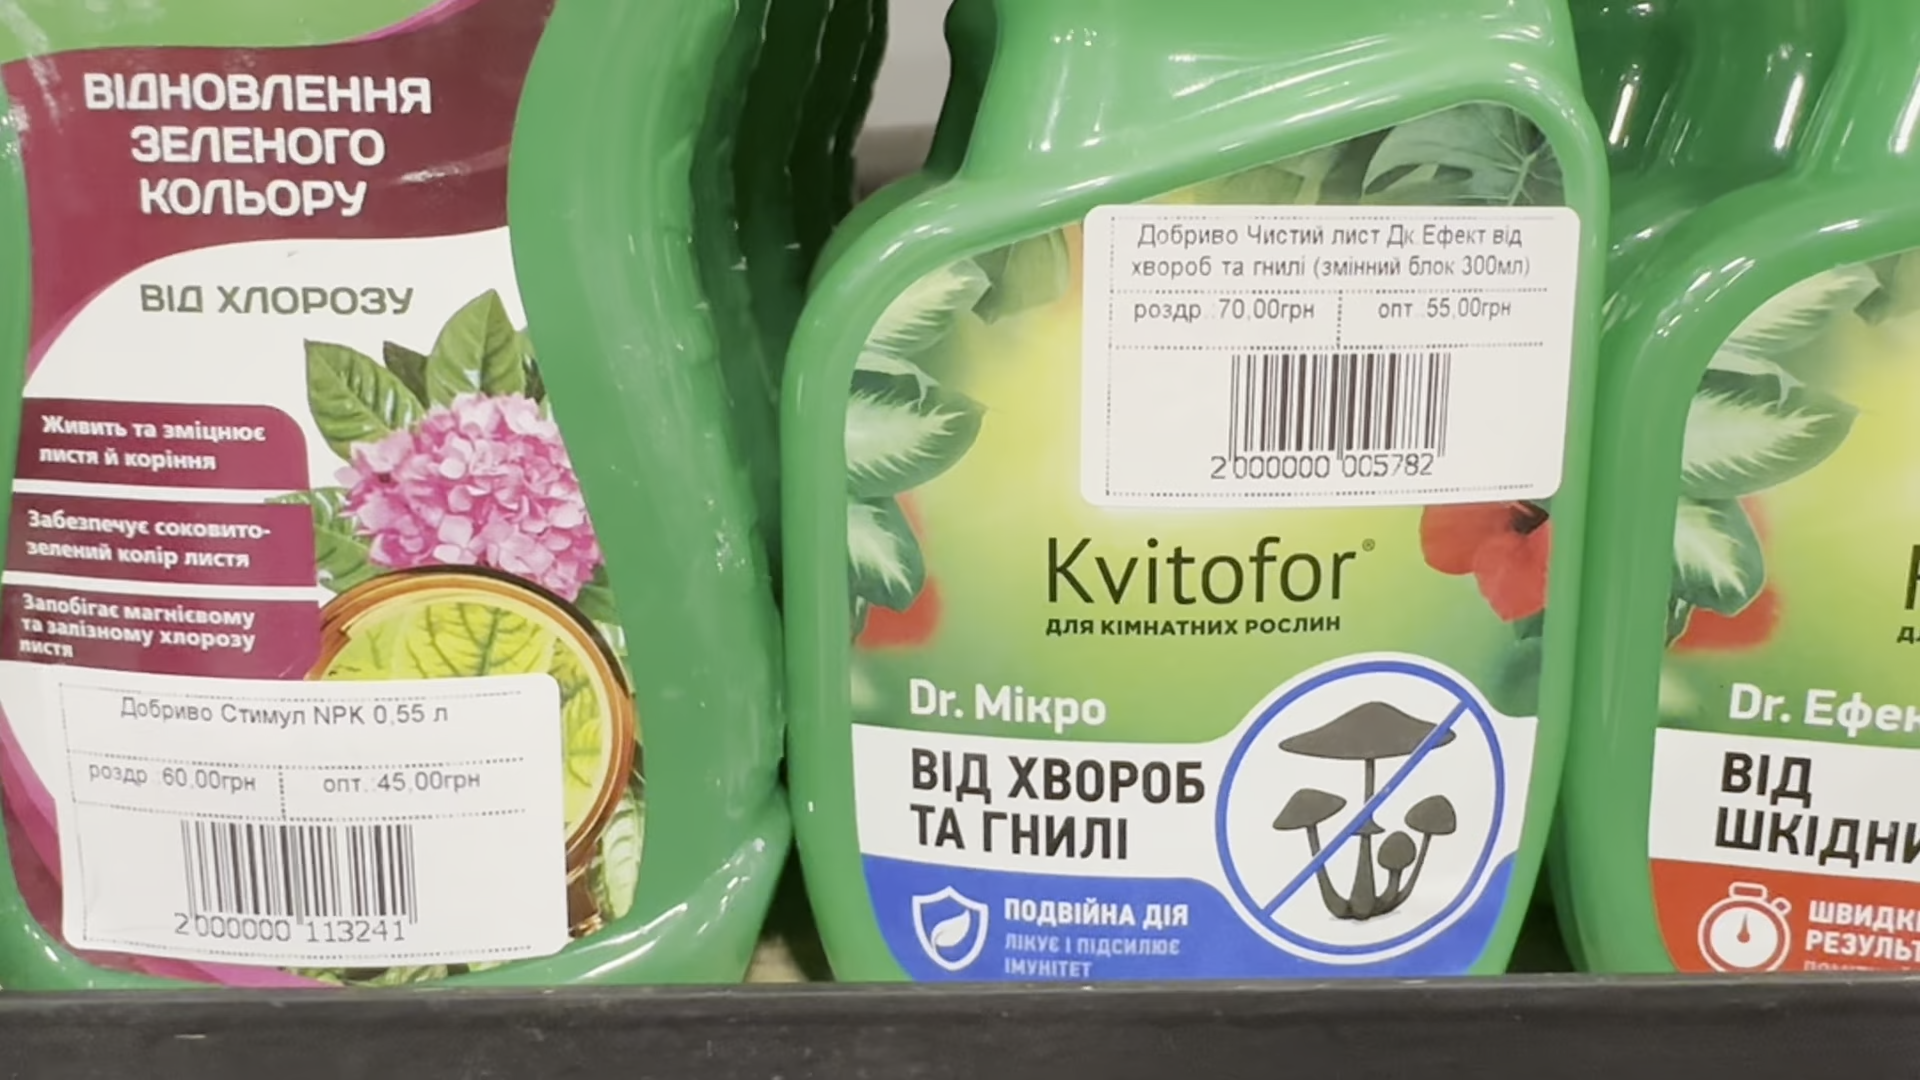 ВІДНОВЛЕННЯ
ЗЕЛЕНОГО
КОЛЬОРУ
ВІД ХЛОРОЗУ
Живить та зміцнює
листя й коріння
Забезпечує соковито-
зелений колір листя
Запобігає магнієвому
та залізному хлорозу
листя
Добриво Стимул NPK 0,55 л
роздр.:60,00грн
опт.:45,00грн
2 000000 113241
Добриво Чистий лист Дк.Ефект від
хвороб та гнилі (змінний блок 300мл)
роздр.:70,00грн
опт.:55,00грн
2 000000 005782
Kvitofor®
ДЛЯ КІМНАТНИХ РОСЛИН
Dr. Мікро
ВІД ХВОРОБ
ТА ГНИЛІ
ПОДВІЙНА ДІЯ
ЛІКУЄ І ПІДСИЛЮЄ
ІМУНІТЕТ
Dr. Ефек
ВІД
ШКІДНИ
ШВИДК
РЕЗУЛЬТ